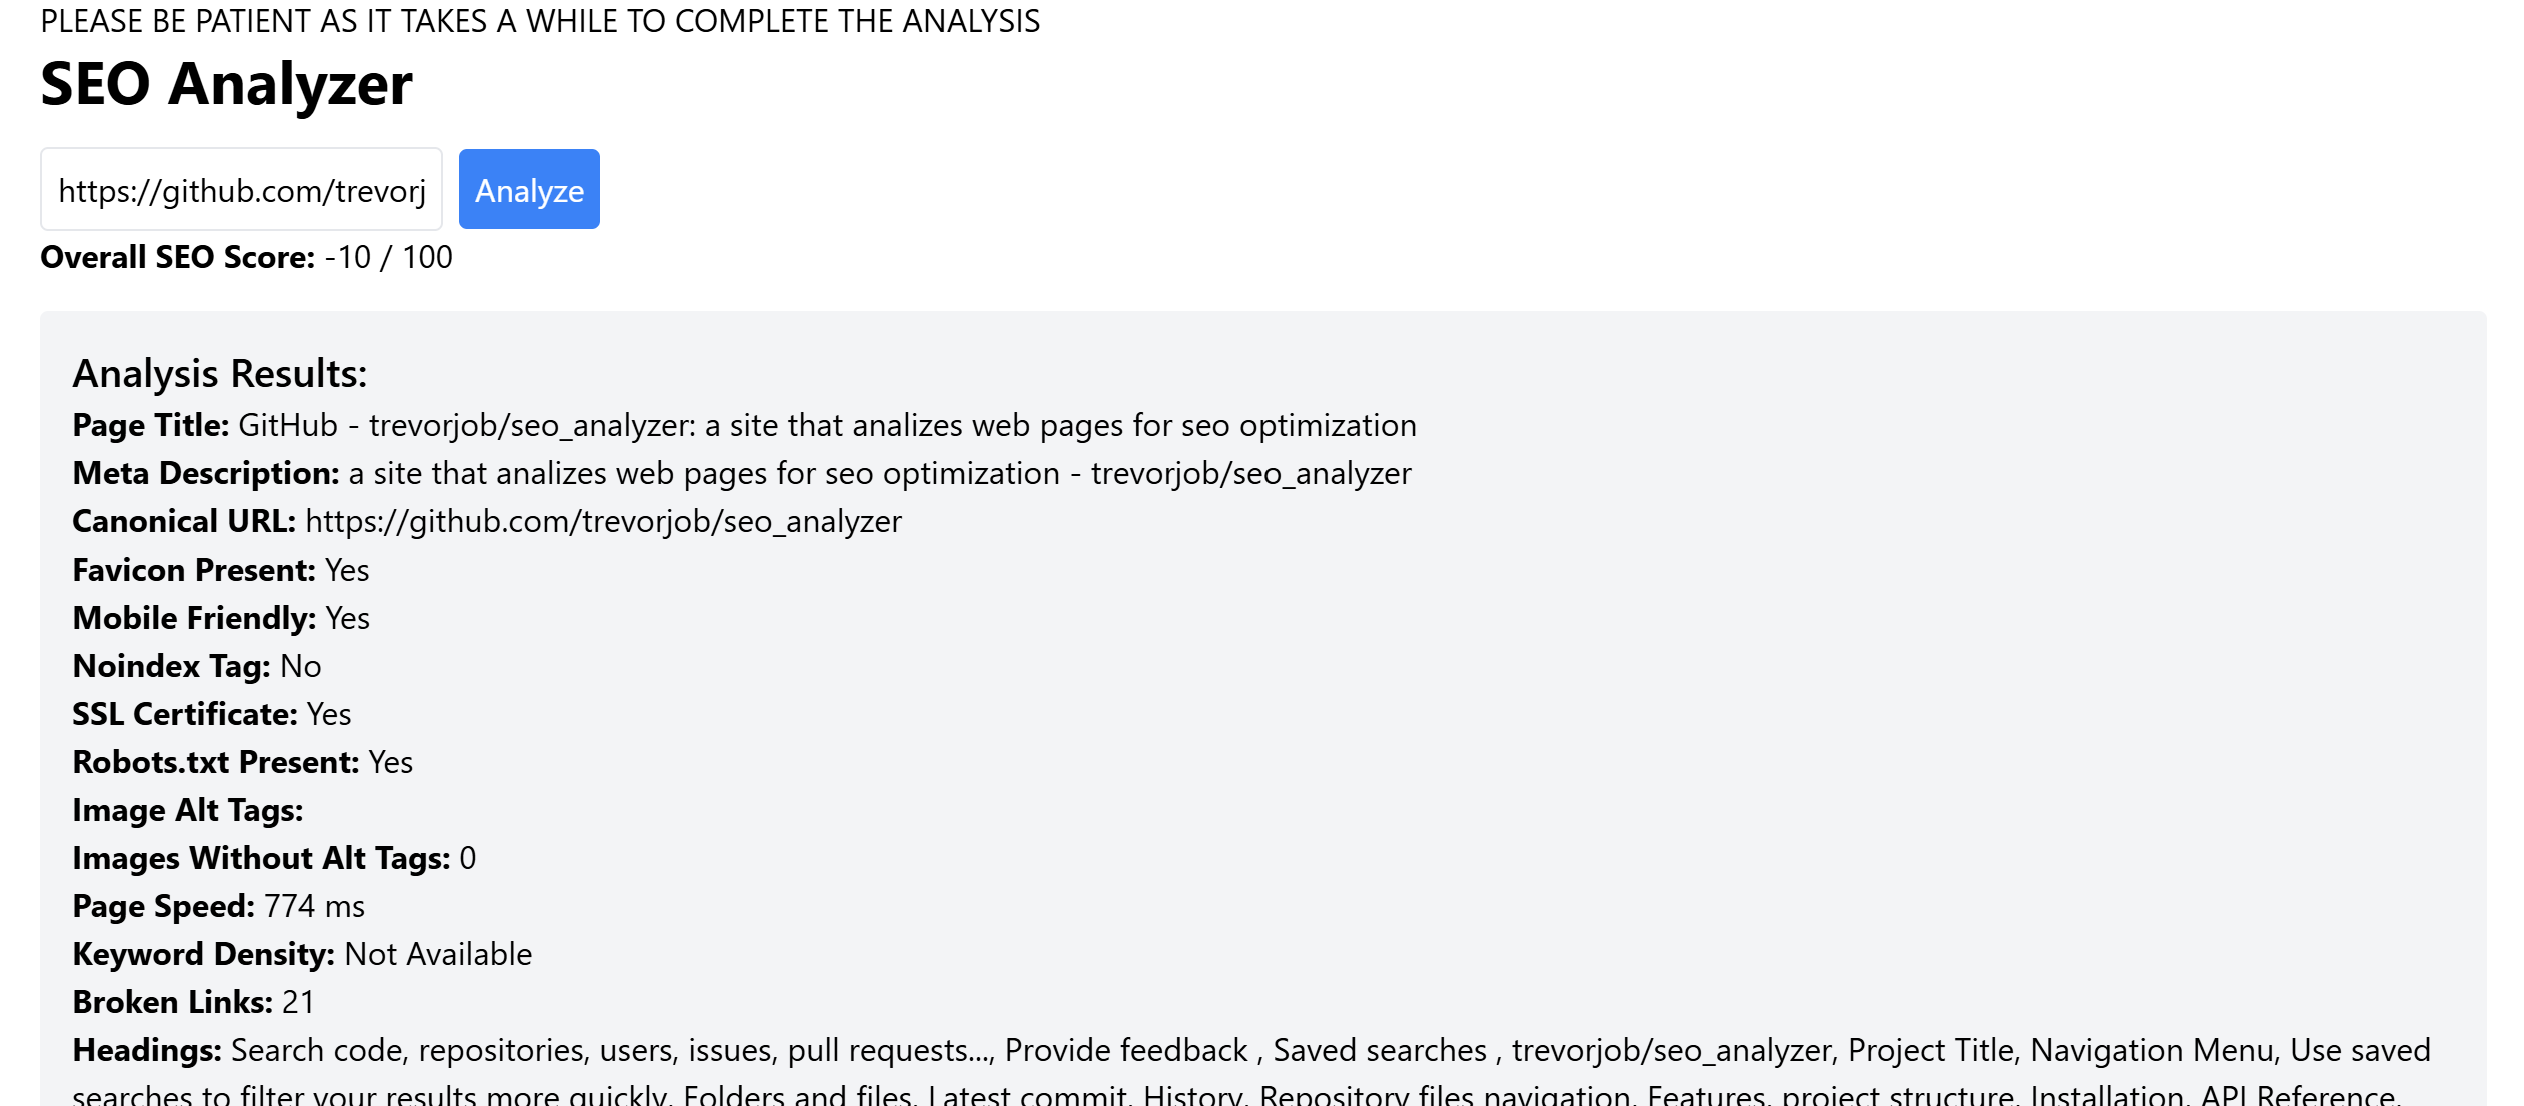 PLEASE BE PATIENT AS IT TAKES A WHILE TO COMPLETE THE ANALYSIS
SEO Analyzer
https://github.com/trevorj
Analyze
Overall SEO Score: -10 / 100
Analysis Results:
Page Title: GitHub - trevorjob/seo_analyzer: a site that analizes web pages for seo optimization
Meta Description: a site that analizes web pages for seo optimization - trevorjob/seo_analyzer
Canonical URL: https://github.com/trevorjob/seo_analyzer
Favicon Present: Yes
Mobile Friendly: Yes
Noindex Tag: No
SSL Certificate: Yes
Robots.txt Present: Yes
Image Alt Tags:
Images Without Alt Tags: 0
Page Speed: 774 ms
Keyword Density: Not Available
Broken Links: 21
Headings: Search code, repositories, users, issues, pull requests..., Provide feedback , Saved searches , trevorjob/seo_analyzer, Project Title, Navigation Menu, Use saved
searches to filter your results more quickly, Folders and files, Latest commit, History, Repository files navigation, Features, project structure, Installation, API Reference,